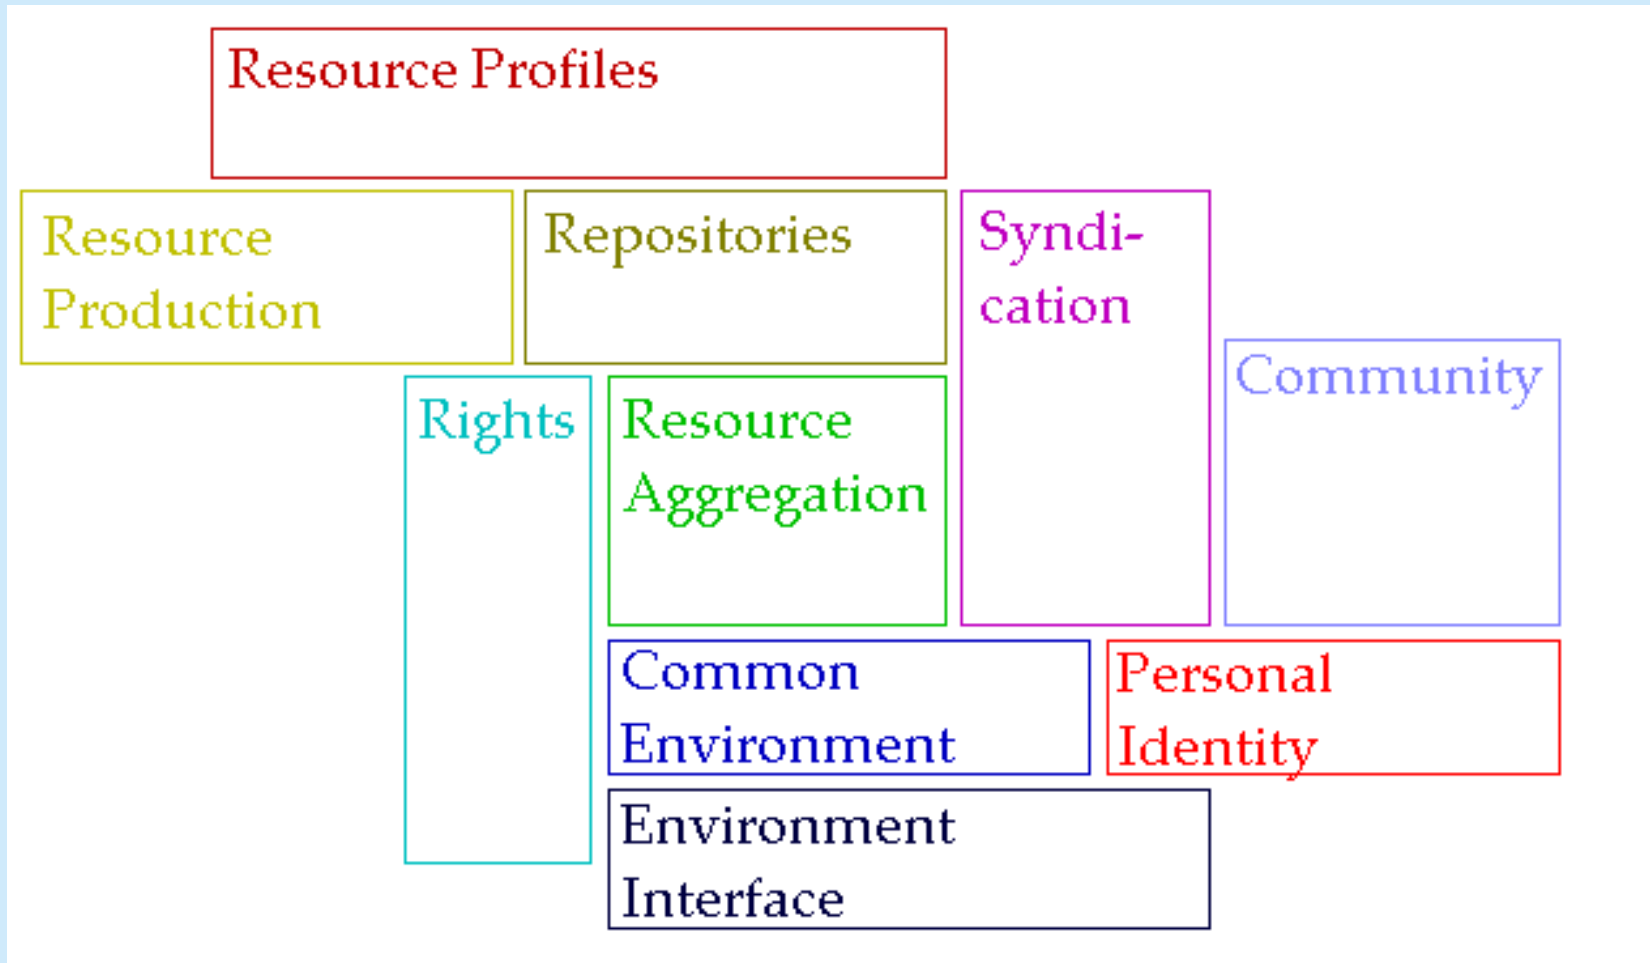 Resource Profiles
Resource
Production
Repositories
Syndi-
cation
Community
Rights
Resource
Aggregation
Common
Environment
Personal
Identity
Environment
Interface